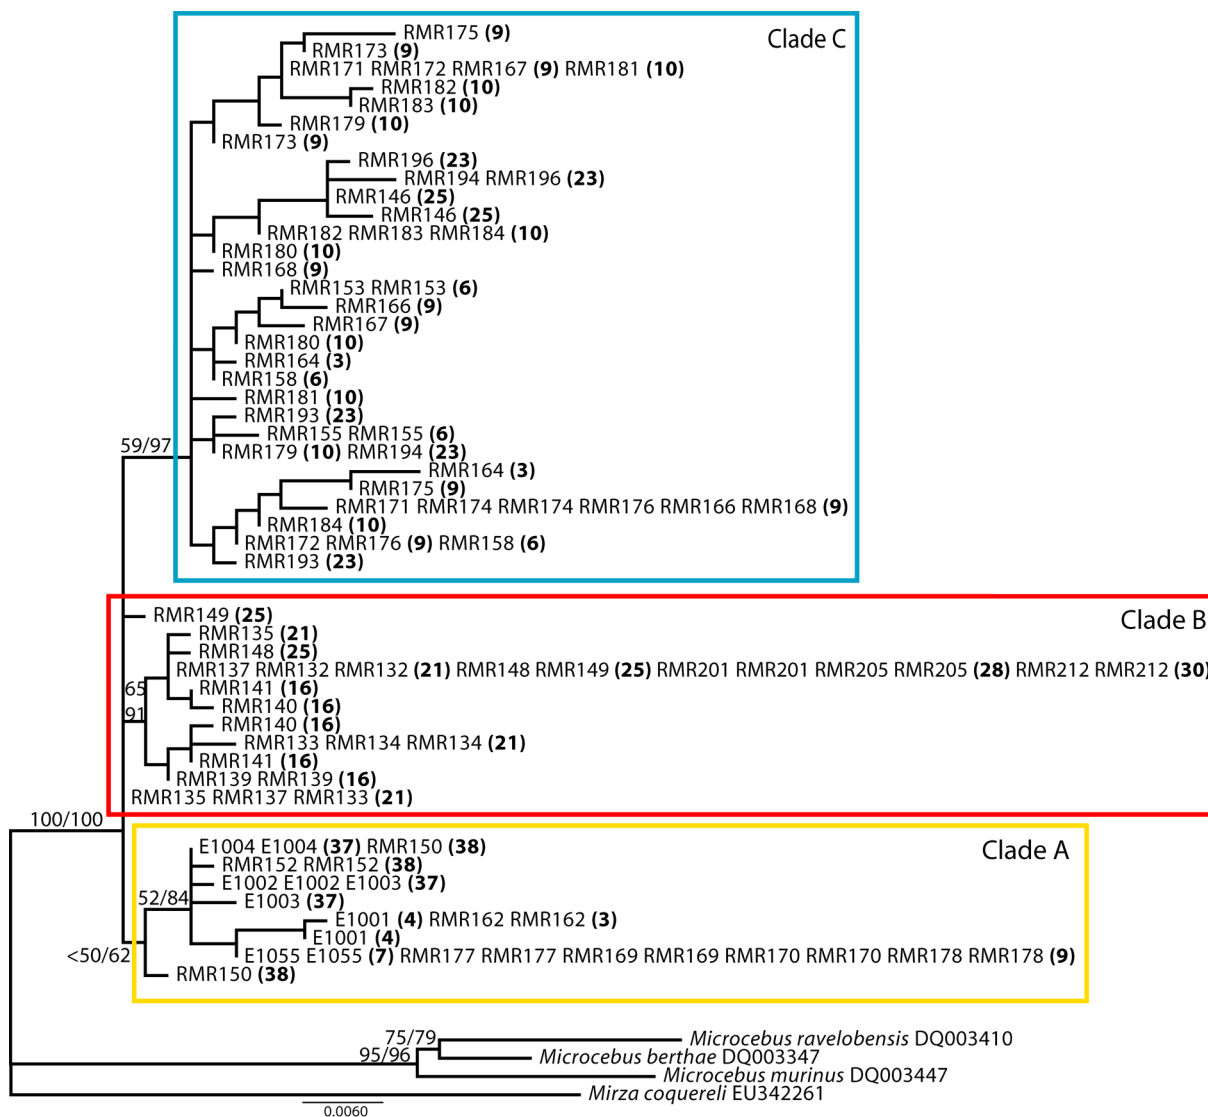 Clade C
RMR175 (9)
RMR173 (9)
RMR171 RMR172 RMR167 (9) RMR181 (10)
RMR182 (10)
RMR183 (10)
RMR179 (10)
RMR173 (9)
RMR196 (23)
RMR194 RMR196 (23)
RMR146 (25)
RMR146 (25)
RMR182 RMR183 RMR184 (10)
RMR180 (10)
RMR168 (9)
RMR153 RMR153 (6)
RMR166 (9)
RMR167 (9)
RMR180 (10)
RMR164 (3)
RMR158 (6)
RMR181 (10)
RMR193 (23)
RMR155 RMR155 (6)
59/97
RMR179 (10) RMR194 (23)
RMR164 (3)
RMR175 (9)
RMR171 RMR174 RMR174 RMR176 RMR166 RMR168 (9)
RMR184 (10)
RMR172 RMR176 (9) RMR158 (6)
RMR193 (23)
Clade B
RMR149 (25)
RMR135 (21)
RMR148 (25)
RMR137 RMR132 RMR132 (21) RMR148 RMR149 (25) RMR201 RMR201 RMR205 RMR205 (28) RMR212 RMR212 (30)
65
RMR141 (16)
RMR140 (16)
91
RMR140 (16)
RMR133 RMR134 RMR134 (21)
RMR141 (16)
RMR139 RMR139 (16)
RMR135 RMR137 RMR133 (21)
100/100
Clade A
E1004 E1004 (37) RMR150 (38)
RMR152 RMR152 (38)
E1002 E1002 E1003 (37)
52/84
E1003 (37)
E1001 (4) RMR162 RMR162 (3)
E1001 (4)
<50/62
E1055 E1055 (7) RMR177 RMR177 RMR169 RMR169 RMR170 RMR170 RMR178 RMR178 (9)
RMR150 (38)
75/79
Microcebus ravelobensis DQ003410
95/96
Microcebus berthae DQ003347
Microcebus murinus DQ003447
Mirza coquereli EU342261
0.0060